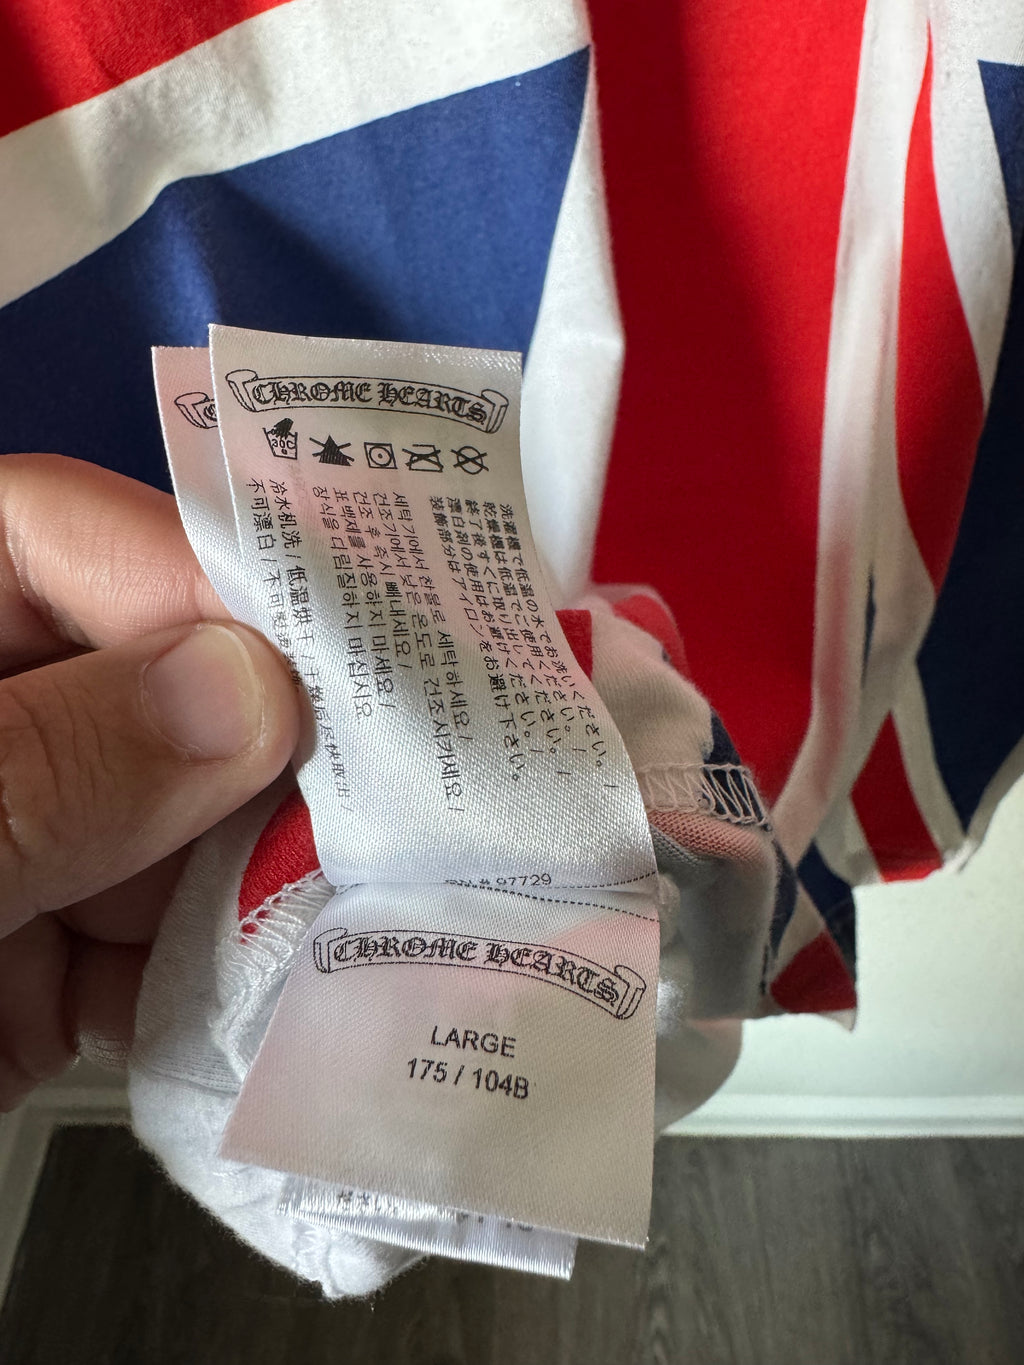 CHROME HEARTS
30C
洗濯機で低温の水でお洗いください。/
乾燥機は低温でご使用ください。/
終了後すぐに取り出してください。/
漂白剤の使用はお避けください。/
装飾部分はアイロンをお避け下さい。
세탁기에서 찬물로 세탁하세요/
건조기에서 낮은 온도로 건조시키세요/
건조 후 즉시 빼내세요/
표백제를 사용하지 마세요/
장식을 다림질하지 마십시오
冷水机洗 / 低温烘干 /
不可漂白 / 不可
# 97729
CHROME HEARTS
LARGE
175 / 104B